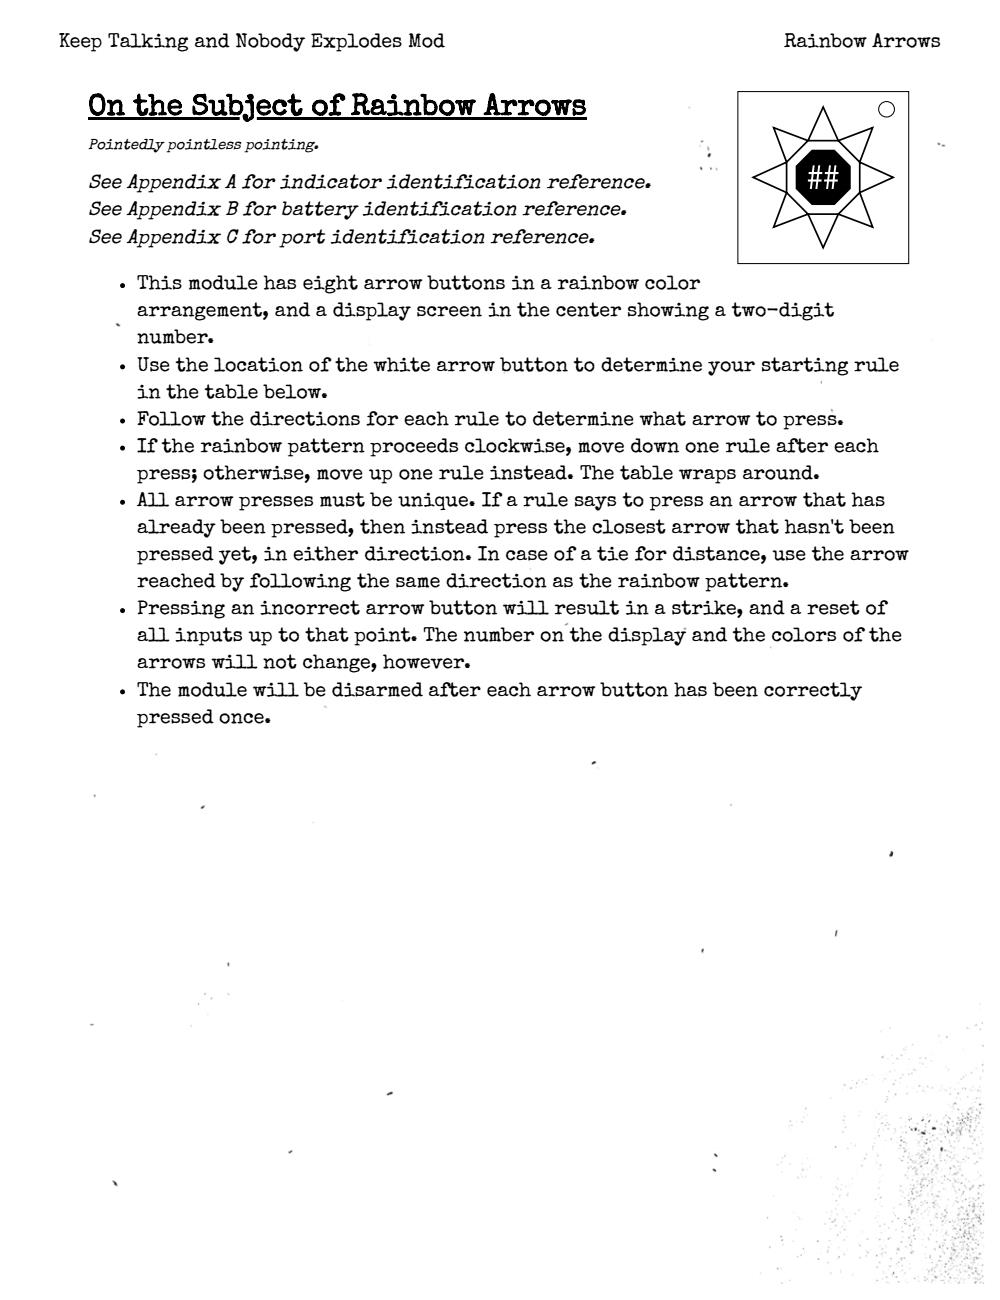 Keep Talking and Nobody Explodes Mod
Rainbow Arrows
On the Subject of Rainbow Arrows
Pointedly pointless pointing.
See Appendix A for indicator identification reference.
See Appendix B for battery identification reference.
See Appendix C for port identification reference.
##
• This module has eight arrow buttons in a rainbow color
arrangement, and a display screen in the center showing a two-digit
number.
• Use the location of the white arrow button to determine your starting rule
in the table below.
• Follow the directions for each rule to determine what arrow to press.
• If the rainbow pattern proceeds clockwise, move down one rule after each
press; otherwise, move up one rule instead. The table wraps around.
• All arrow presses must be unique. If a rule says to press an arrow that has
already been pressed, then instead press the closest arrow that hasn't been
pressed yet, in either direction. In case of a tie for distance, use the arrow
reached by following the same direction as the rainbow pattern.
• Pressing an incorrect arrow button will result in a strike, and a reset of
all inputs up to that point. The number on the display and the colors of the
arrows will not change, however.
• The module will be disarmed after each arrow button has been correctly
pressed once.